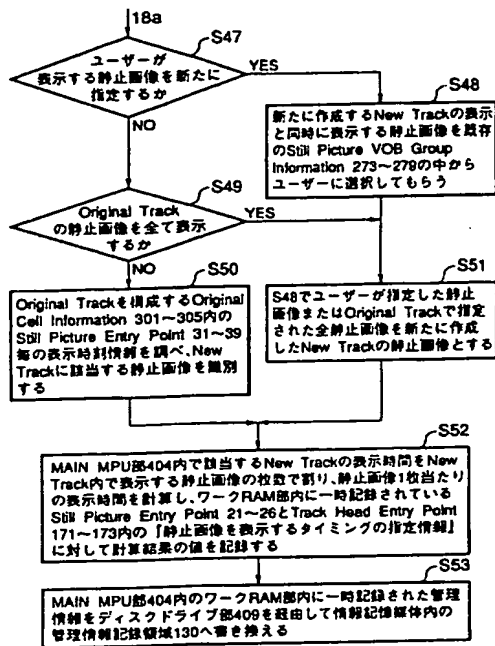 18a
S47
ユーザーが
表示する静止画像を新たに
指定するか
YES
NO
S48
新たに作成するNew Trackの表示
と同時に表示する静止画像を既存
のStill Picture VOB Group
Information 273〜279の中から
ユーザーに選択してもらう
S49
Original Track
の静止画像を全て表示
するか
YES
NO
S50
Original Trackを構成するOriginal
Cell Information 301〜305内の
Still Picture Entry Point 31〜39
毎の表示時刻情報を調べ、New
Trackに該当する静止画像を識別
する
S51
S48でユーザーが指定した静止
画像またはOriginal Trackで指定
された全静止画像を新たに作成
したNew Trackの静止画像とする
S52
MAIN MPU部404内で該当するNew Trackの表示時間をNew
Track内で表示する静止画像の枚数で割り、静止画像1枚当たり
の表示時間を計算し、ワークRAM部内に一時記録されている
Still Picture Entry Point 21〜26とTrack Head Entry Point
171〜173内の『静止画像を表示するタイミングの指定情報』
に対して計算結果の値を記録する
S53
MAIN MPU部404内のワークRAM部内に一時記録された管理
情報をディスクドライブ部409を経由して情報記憶媒体内の
管理情報記録領域130へ書き換える